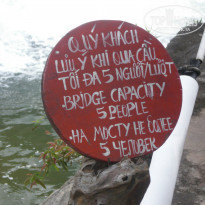 QUÝ KHÁCH
LƯU Ý KHI QUA CẦU
TỐI ĐA 5 NGƯỜI/LƯỢT
BRIDGE CAPACITY
5 PEOPLE
НА МОСТУ НЕ БОЛЕЕ
5 ЧЕЛОВЕК